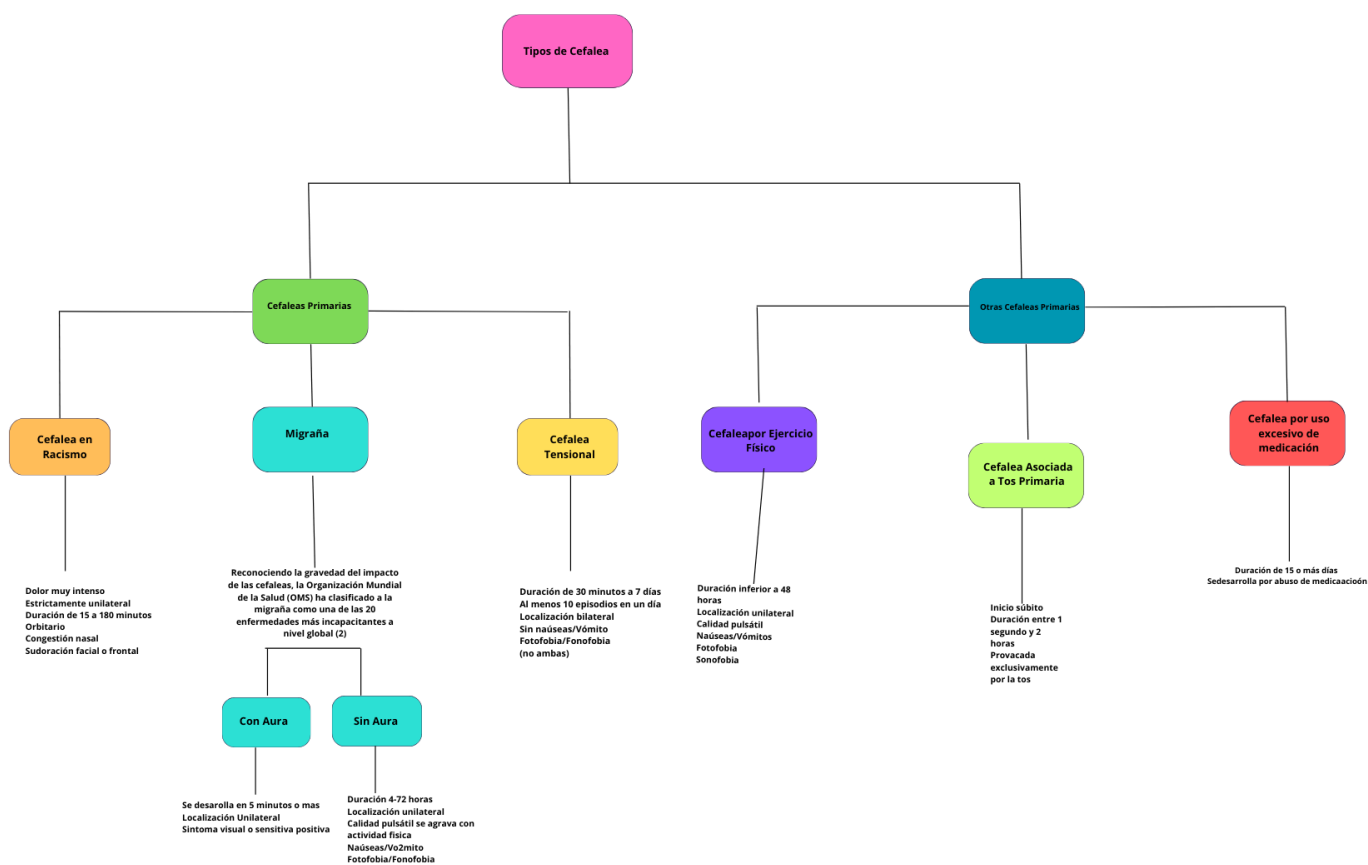 Tipos de Cefalea
Cefaleas Primarias
Otras Cefaleas Primarias
Cefalea en
Racismo
Migraña
Cefalea
Tensional
Cefaleapor Ejercicio
Físico
Cefalea Asociada
a Tos Primaria
Cefalea por uso
excesivo de
medicación
Dolor muy intenso
Estrictamente unilateral
Duración de 15 a 180 minutos
Orbitario
Congestión nasal
Sudoración facial o frontal
Reconociendo la gravedad del impacto
de las cefaleas, la Organización Mundial
de la Salud (OMS) ha clasificado a la
migraña como una de las 20
enfermedades más incapacitantes a
nivel global (2)
Duración de 30 minutos a 7 días
Al menos 10 episodios en un día
Localización bilateral
Sin naúseas/Vómito
Fotofobia/Fonofobia
(no ambas)
Duración inferior a 48
horas
Localización unilateral
Calidad pulsátil
Naúseas/Vómitos
Fotofobia
Sonofobia
Inicio súbito
Duración entre 1
segundo y 2
horas
Provacada
exclusivamente
por la tos
Duración de 15 o más días
Sedesarrolla por abuso de medicaacioón
Con Aura
Sin Aura
Se desarolla en 5 minutos o mas
Localización Unilateral
Sintoma visual o sensitiva positiva
Duración 4-72 horas
Localización unilateral
Calidad pulsátil se agrava con
actividad fisica
Naúseas/Vo2mito
Fotofobia/Fonofobia